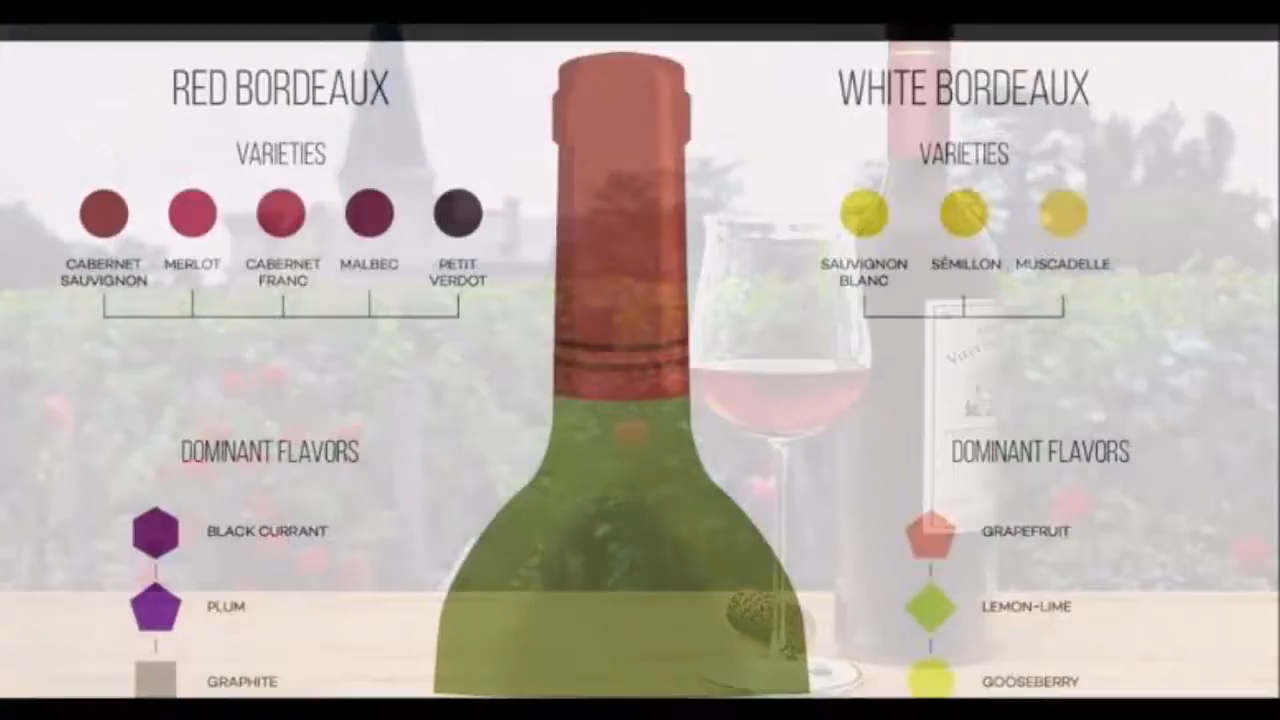 RED BORDEAUX
VARIETIES
CABERNET SAUVIGNON
MERLOT
CABERNET FRANC
MALBEC
PETIT VERDOT
DOMINANT FLAVORS
BLACK CURRANT
PLUM
GRAPHITE
WHITE BORDEAUX
VARIETIES
SAUVIGNON BLANC
SÉMILLON
MUSCADELLE
DOMINANT FLAVORS
GRAPEFRUIT
LEMON-LIME
GOOSEBERRY